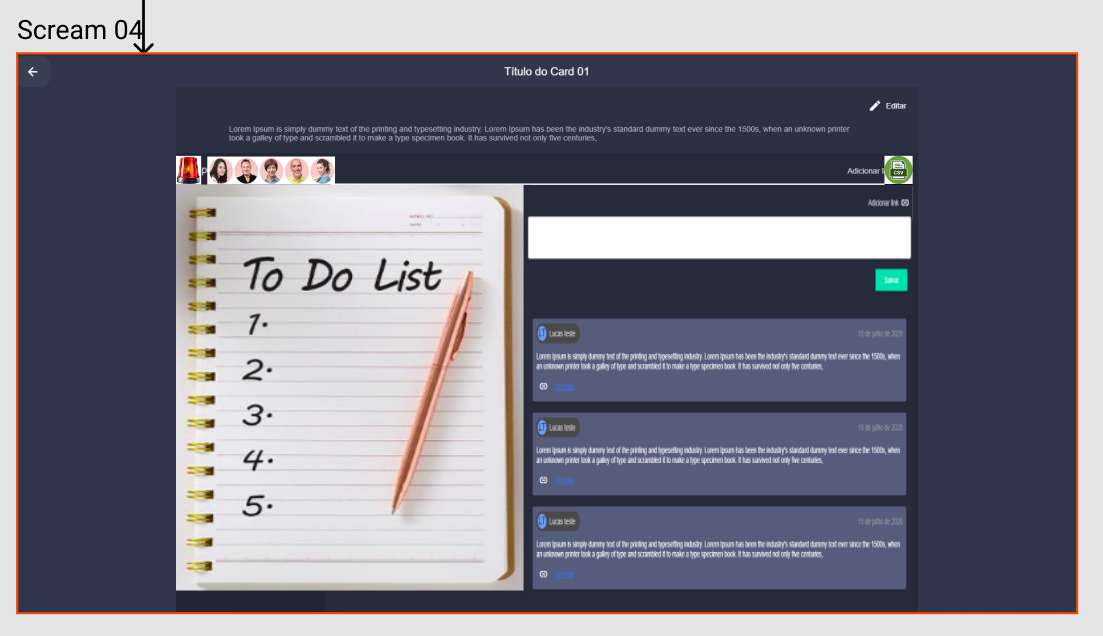 Scream 04
Título do Card 01
Editar
Lorem Ipsum is simply dummy text of the printing and typesetting industry. Lorem Ipsum has been the industry's standard dummy text ever since the 1500s, when an unknown printer
took a galley of type and scrambled it to make a type specimen book. It has survived not only five centuries,
Adicionar l
CSV
Adicionar link
To Do List
1.
2.
3.
4.
5.
Salvar
LT Lucas teste
15 de julho de 2020
Lorem Ipsum is simply dummy text of the printing and typesetting industry. Lorem Ipsum has been the industry's standard dummy text ever since the 1500s, when
an unknown printer took a galley of type and scrambled it to make a type specimen book. It has survived not only five centuries,
LT Lucas teste
15 de julho de 2020
Lorem Ipsum is simply dummy text of the printing and typesetting industry. Lorem Ipsum has been the industry's standard dummy text ever since the 1500s, when
an unknown printer took a galley of type and scrambled it to make a type specimen book. It has survived not only five centuries,
LT Lucas teste
15 de julho de 2020
Lorem Ipsum is simply dummy text of the printing and typesetting industry. Lorem Ipsum has been the industry's standard dummy text ever since the 1500s, when
an unknown printer took a galley of type and scrambled it to make a type specimen book. It has survived not only five centuries,